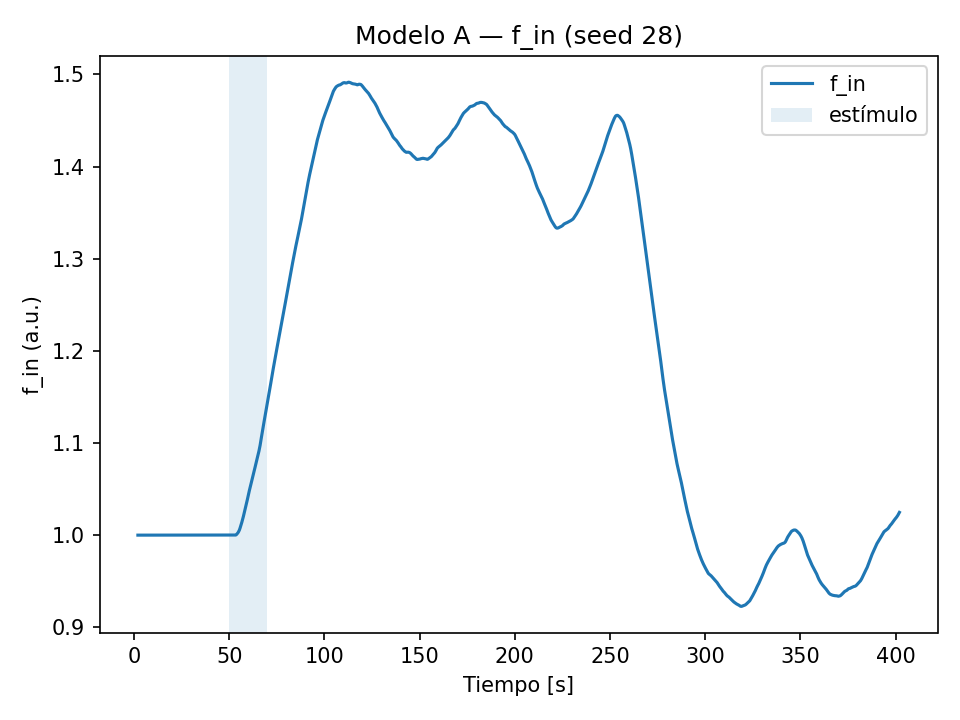 Modelo A — f_in (seed 28)
f_in
estímulo
1.5
1.4
1.3
1.2
1.1
1.0
0.9
f_in (a.u.)
0 50 100 150 200 250 300 350 400
Tiempo [s]